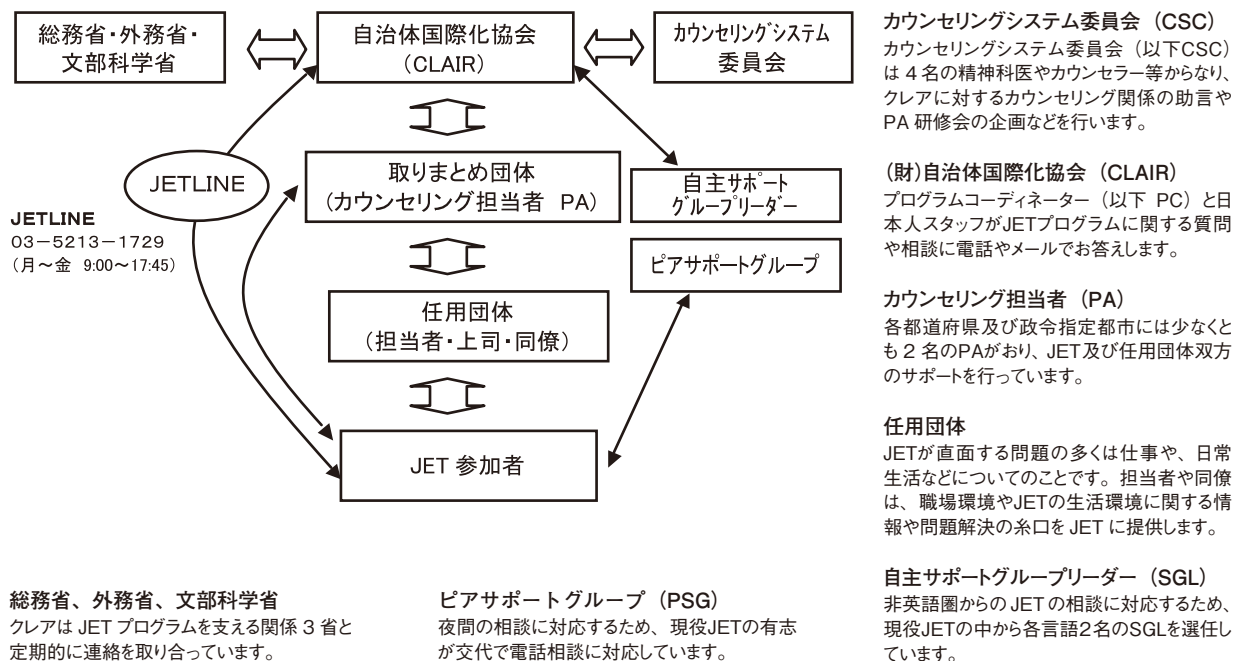 総務省・外務省・
文部科学省
自治体国際化協会
(CLAIR)
カウンセリングシステム
委員会
JETLINE
取りまとめ団体
(カウンセリング担当者 PA)
自主サポート
グループリーダー
ピアサポートグループ
任用団体
(担当者・上司・同僚)
JET 参加者
JETLINE
03-5213-1729
(月~金 9:00~17:45)
カウンセリングシステム委員会 (CSC)
カウンセリングシステム委員会 (以下CSC)
は 4 名の精神科医やカウンセラー等からなり、
クレアに対するカウンセリング関係の助言や
PA 研修会の企画などを行います。
(財)自治体国際化協会 (CLAIR)
プログラムコーディネーター (以下 PC) と日
本人スタッフがJETプログラムに関する質問
や相談に電話やメールでお答えします。
カウンセリング担当者 (PA)
各都道府県及び政令指定都市には少なくと
も 2 名のPAがおり、JET及び任用団体双方
のサポートを行っています。
任用団体
JETが直面する問題の多くは仕事や、日常
生活などについてのことです。担当者や同僚
は、職場環境やJETの生活環境に関する情
報や問題解決の糸口を JET に提供します。
自主サポートグループリーダー (SGL)
非英語圏からの JET の相談に対応するため、
現役JETの中から各言語2名のSGLを選任し
ています。
総務省、外務省、文部科学省
クレアは JET プログラムを支える関係 3 省と
定期的に連絡を取り合っています。
ピアサポートグループ (PSG)
夜間の相談に対応するため、現役JETの有志
が交代で電話相談に対応しています。